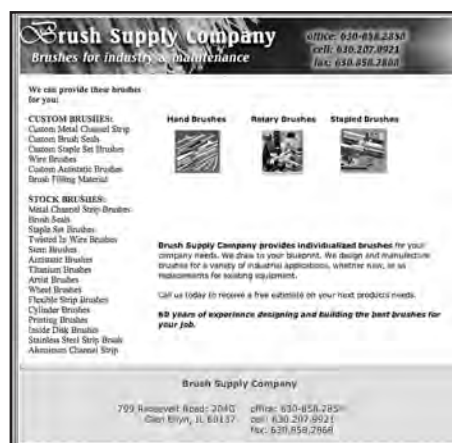 Brush Supply Company
Brushes for industry & maintenance
office: 630-858.2850
cell: 630.207.9921
fax: 630.858.2868
We can provide these brushes
for you:
CUSTOM BRUSHES:
Custom Metal Channel Strip
Custom Brush Seals
Custom Staple Set Brushes
Wire Brushes
Custom Antistatic Brushes
Brush Filling Material
STOCK BRUSHES:
Metal Channel Strip Brushes
Brush Seals
Staple Set Brushes
Twisted In Wire Brushes
Stem Brushes
Antistatic Brushes
Titanium Brushes
Artist Brushes
Wheel Brushes
Flexible Strip Brushes
Cylinder Brushes
Printing Brushes
Inside Disk Brushes
Stainless Steel Strip Brush
Aluminum Channel Strip
Hand Brushes Rotary Brushes Stapled Brushes
Brush Supply Company provides individualized brushes for your
company needs. We draw to your blueprint. We design and manufacture
brushes for a variety of industrial applications, whether new, or as
replacements for existing equipment.
Call us today to receive a free estimate on your next products needs.
60 years of experience designing and building the best brushes for
your job.
Brush Supply Company
799 Roosevelt Road: 204G
Glen Ellyn, IL 60137
office: 630-858.285
cell: 630.207.9921
fax: 630.858.2868